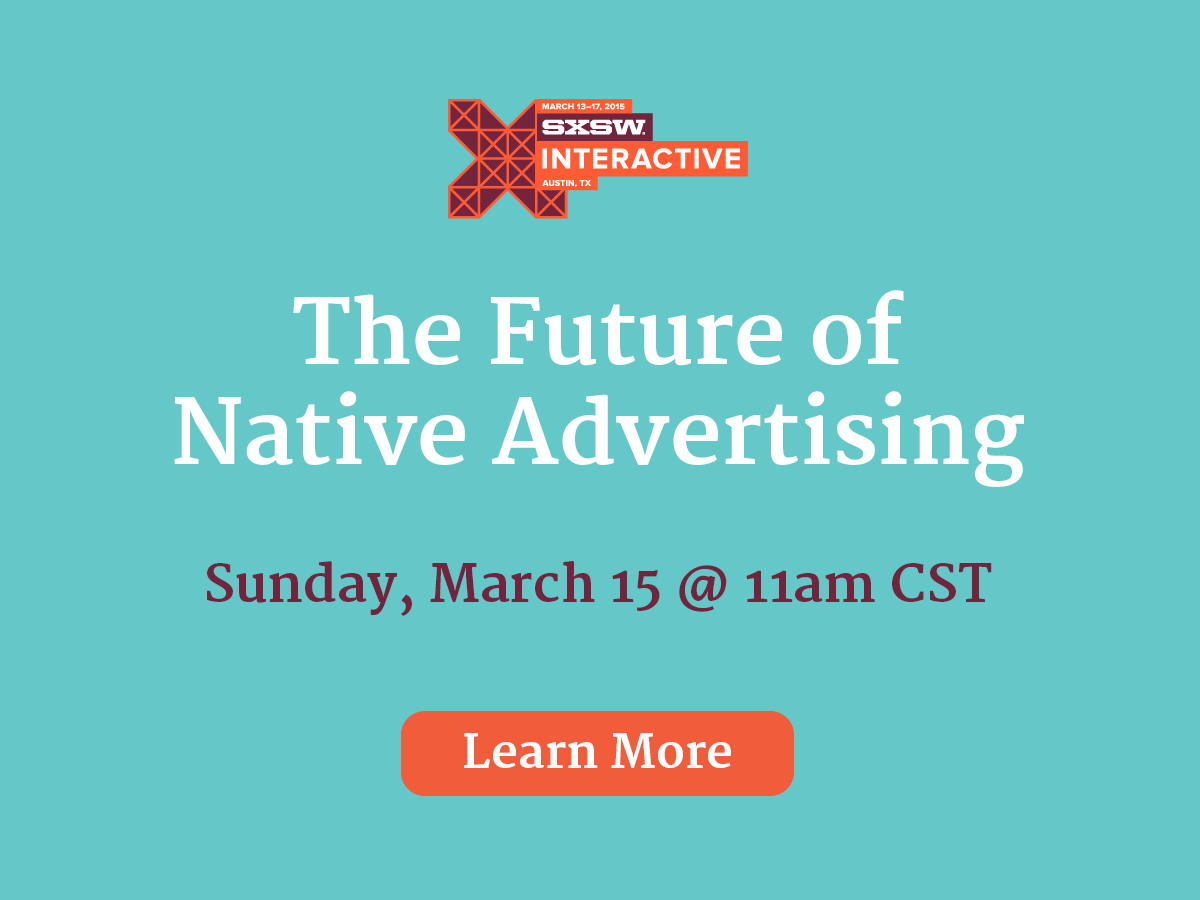 MARCH 13–17, 2015
SXSW.
INTERACTIVE
AUSTIN, TX
The Future of
Native Advertising
Sunday, March 15 @ 11am CST
Learn More